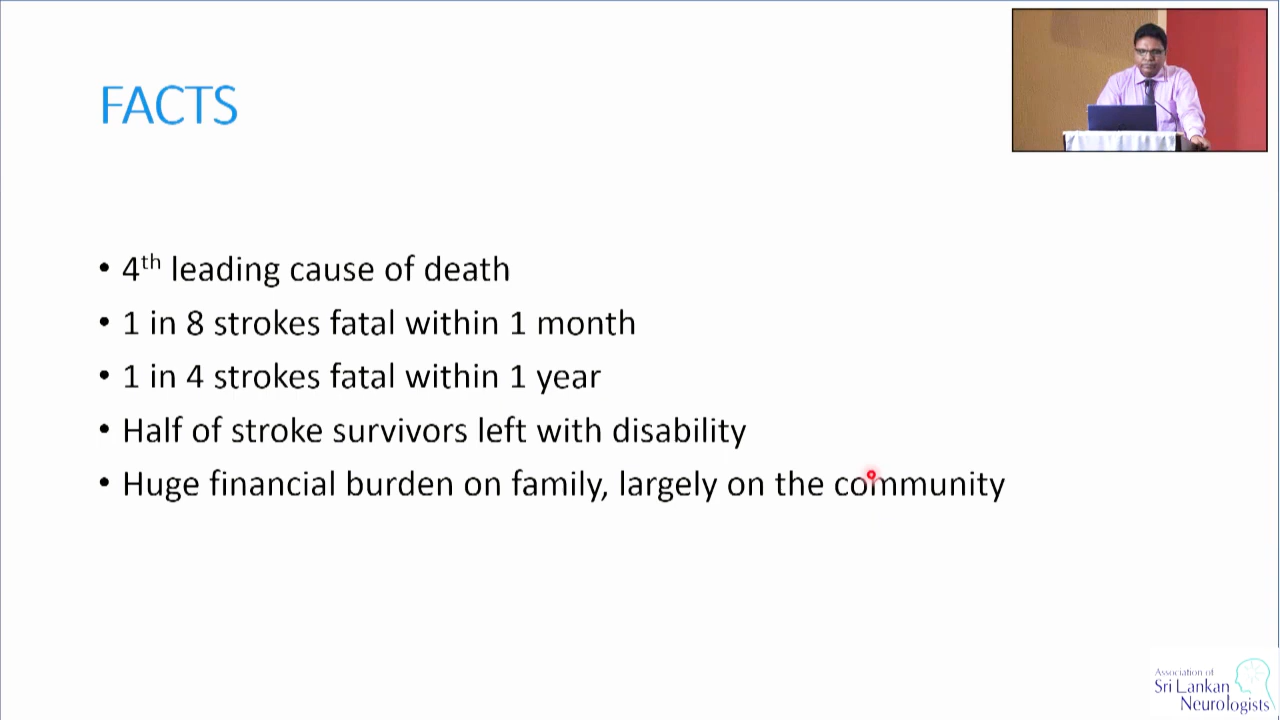 FACTS
• 4th leading cause of death
• 1 in 8 strokes fatal within 1 month
• 1 in 4 strokes fatal within 1 year
• Half of stroke survivors left with disability
• Huge financial burden on family, largely on the community
Association of
Sri Lankan
Neurologists